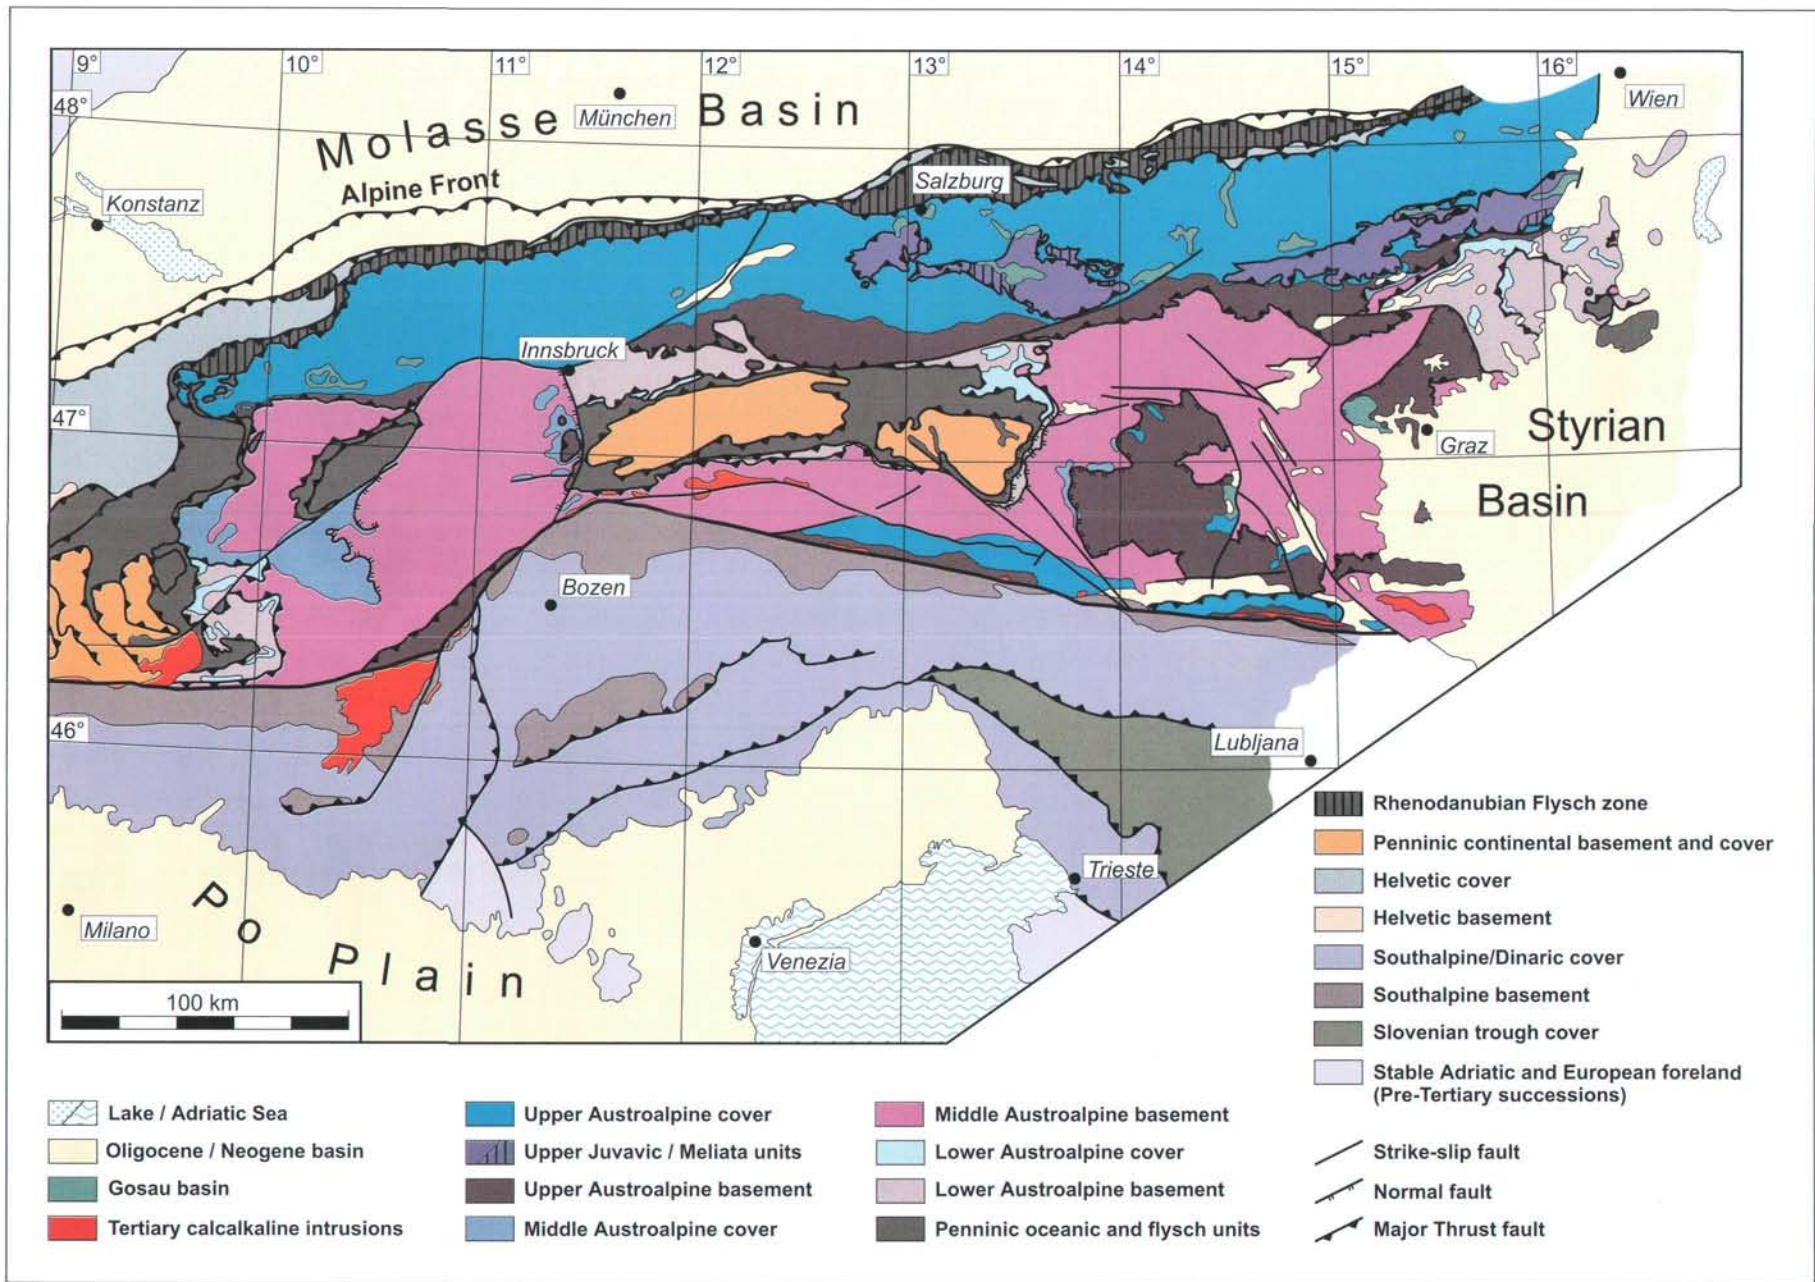 9° 10° 11° 12° 13° 14° 15° 16°
48°
München
Wien
Molasse Basin
Alpine Front
Konstanz
Salzburg
Innsbruck
47°
Graz
Styrian
Basin
Bozen
46°
Lubljana
Trieste
Milano
Venezia
Po Plain
100 km
Rhenodanubian Flysch zone
Penninic continental basement and cover
Helvetic cover
Helvetic basement
Southalpine/Dinaric cover
Southalpine basement
Slovenian trough cover
Stable Adriatic and European foreland
(Pre-Tertiary successions)
Lake / Adriatic Sea
Oligocene / Neogene basin
Gosau basin
Tertiary calcalkaline intrusions
Upper Austroalpine cover
Upper Juvavic / Meliata units
Upper Austroalpine basement
Middle Austroalpine cover
Middle Austroalpine basement
Lower Austroalpine cover
Lower Austroalpine basement
Penninic oceanic and flysch units
Strike-slip fault
Normal fault
Major Thrust fault